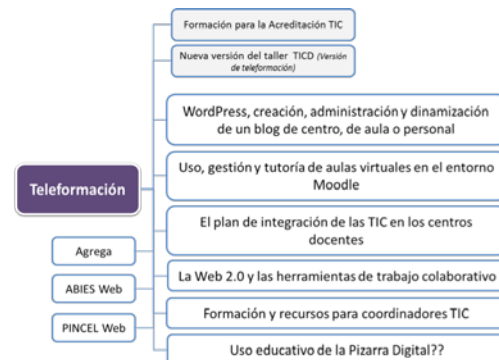 Formación para la Acreditación TIC
Nueva versión del taller TICD (Versión
de teleformación)
WordPress, creación, administración y dinamización
de un blog de centro, de aula o personal
Uso, gestión y tutoría de aulas virtuales en el entorno
Moodle
Teleformación
El plan de integración de las TIC en los centros
docentes
Agrega
La Web 2.0 y las herramientas de trabajo colaborativo
ABIES Web
Formación y recursos para coordinadores TIC
PINCEL Web
Uso educativo de la Pizarra Digital??